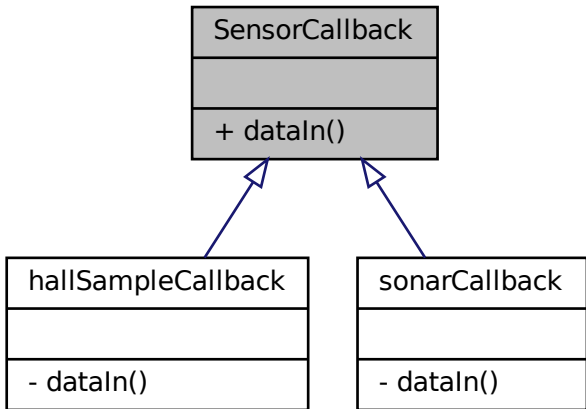 SensorCallback
+ dataIn()
hallSampleCallback
- dataIn()
sonarCallback
- dataIn()